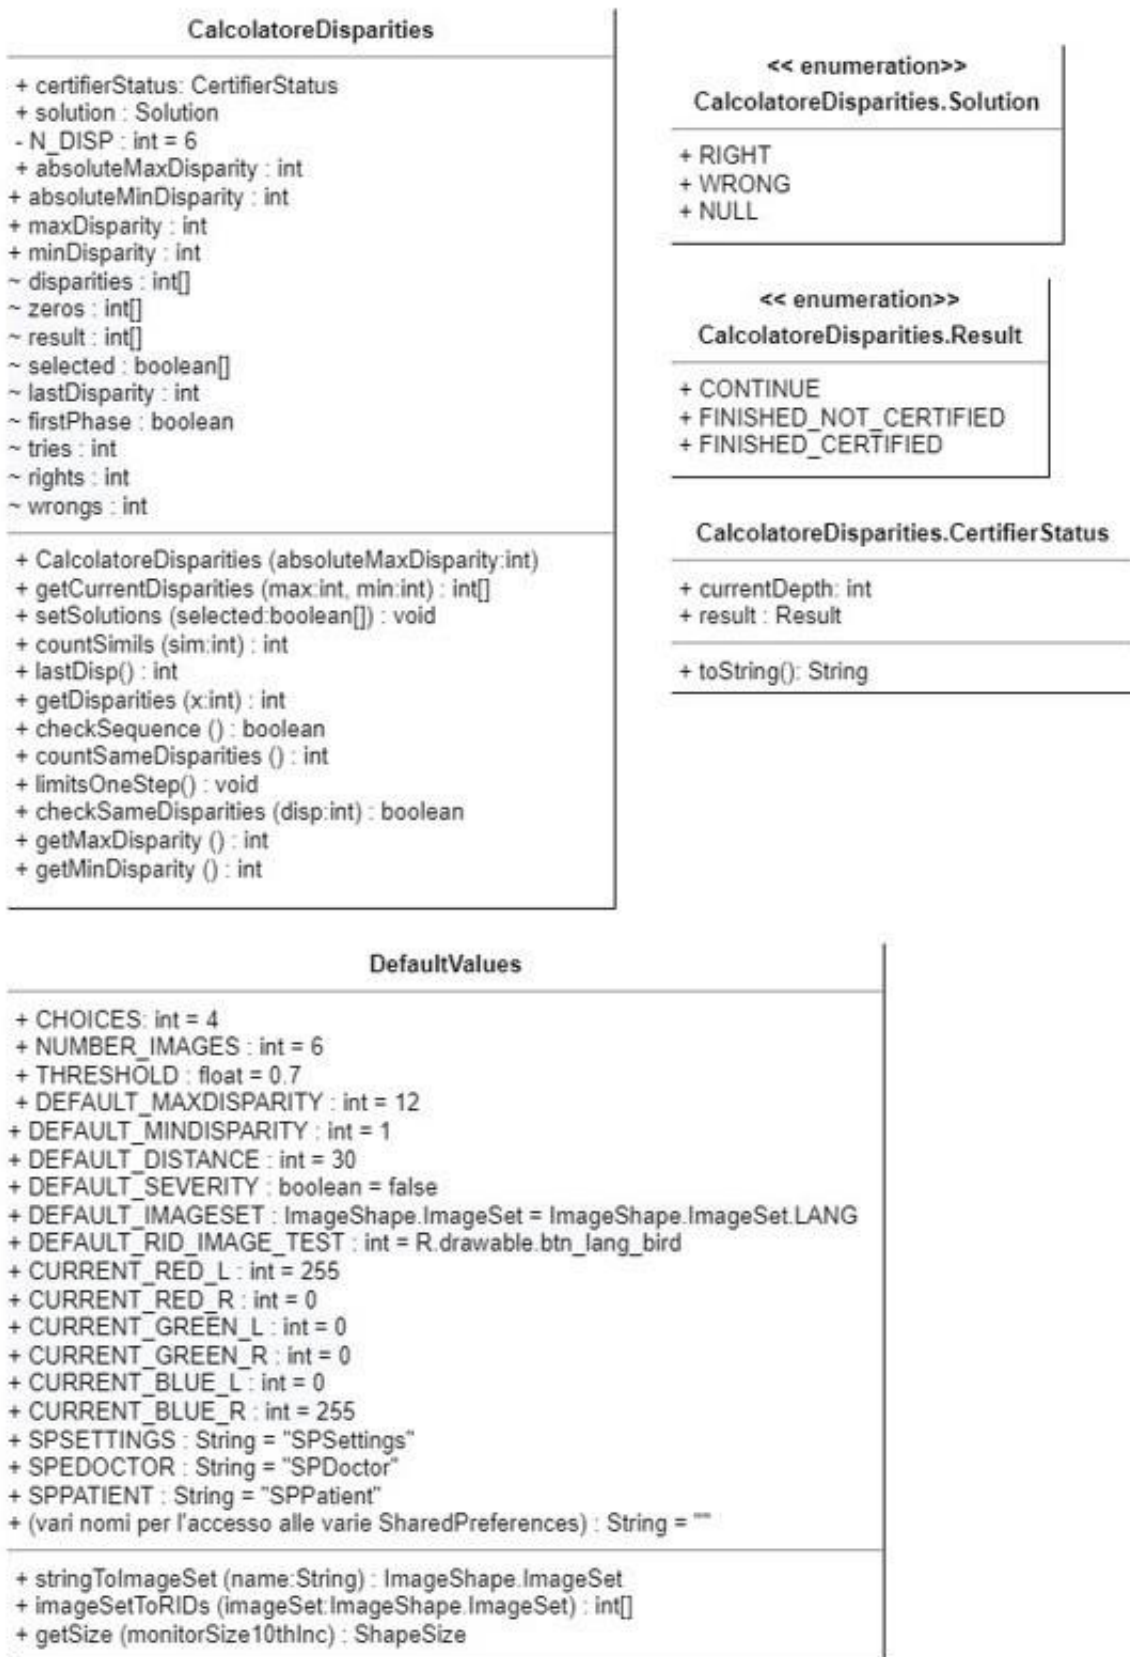 CalcolatoreDisparities
+ certifierStatus: CertifierStatus
+ solution : Solution
- N_DISP : int = 6
+ absoluteMaxDisparity : int
+ absoluteMinDisparity : int
+ maxDisparity : int
+ minDisparity : int
~ disparities : int[]
~ zeros : int[]
~ result : int[]
~ selected : boolean[]
~ lastDisparity : int
~ firstPhase : boolean
~ tries : int
~ rights : int
~ wrongs : int
+ CalcolatoreDisparities (absoluteMaxDisparity:int)
+ getCurrentDisparities (max:int, min:int) : int[]
+ setSolutions (selected:boolean[]) : void
+ countSimils (sim:int) : int
+ lastDisp() : int
+ getDisparities (x:int) : int
+ checkSequence () : boolean
+ countSameDisparities () : int
+ limitsOneStep() : void
+ checkSameDisparities (disp:int) : boolean
+ getMaxDisparity () : int
+ getMinDisparity () : int
<< enumeration>>
CalcolatoreDisparities.Solution
+ RIGHT
+ WRONG
+ NULL
<< enumeration>>
CalcolatoreDisparities.Result
+ CONTINUE
+ FINISHED_NOT_CERTIFIED
+ FINISHED_CERTIFIED
CalcolatoreDisparities.CertifierStatus
+ currentDepth: int
+ result : Result
+ toString(): String
DefaultValues
+ CHOICES: int = 4
+ NUMBER_IMAGES : int = 6
+ THRESHOLD : float = 0.7
+ DEFAULT_MAXDISPARITY : int = 12
+ DEFAULT_MINDISPARITY : int = 1
+ DEFAULT_DISTANCE : int = 30
+ DEFAULT_SEVERITY : boolean = false
+ DEFAULT_IMAGESET : ImageShape.ImageSet = ImageShape.ImageSet.LANG
+ DEFAULT_RID_IMAGE_TEST : int = R.drawable.btn_lang_bird
+ CURRENT_RED_L : int = 255
+ CURRENT_RED_R : int = 0
+ CURRENT_GREEN_L : int = 0
+ CURRENT_GREEN_R : int = 0
+ CURRENT_BLUE_L : int = 0
+ CURRENT_BLUE_R : int = 255
+ SPSETTINGS : String = "SPSettings"
+ SPEDOCTOR : String = "SPDoctor"
+ SPPATIENT : String = "SPPatient"
+ (vari nomi per l'accesso alle varie SharedPreferences) : String = ""
+ stringToImageSet (name:String) : ImageShape.ImageSet
+ imageSetToRIDs (imageSet:ImageShape.ImageSet) : int[]
+ getSize (monitorSize10thInc) : ShapeSize